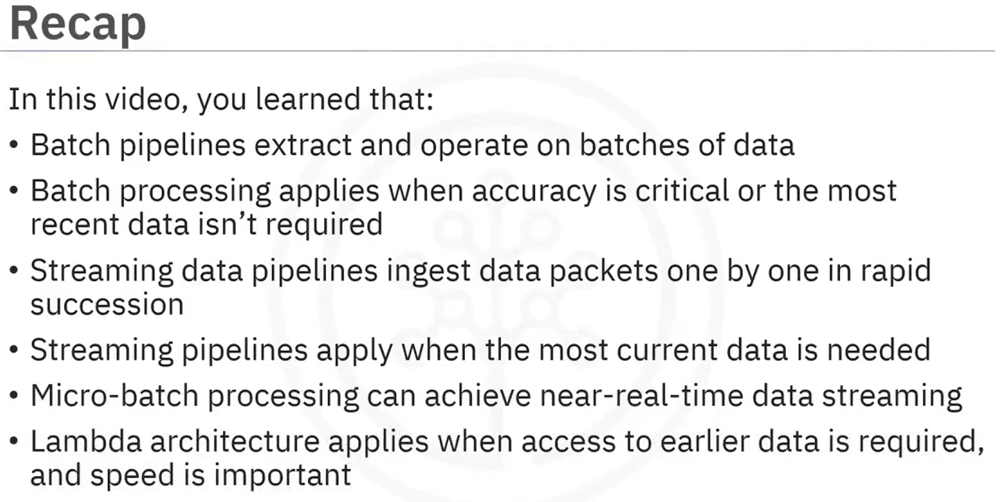 Recap
In this video, you learned that:
• Batch pipelines extract and operate on batches of data
• Batch processing applies when accuracy is critical or the most
recent data isn’t required
• Streaming data pipelines ingest data packets one by one in rapid
succession
• Streaming pipelines apply when the most current data is needed
• Micro-batch processing can achieve near-real-time data streaming
• Lambda architecture applies when access to earlier data is required,
and speed is important